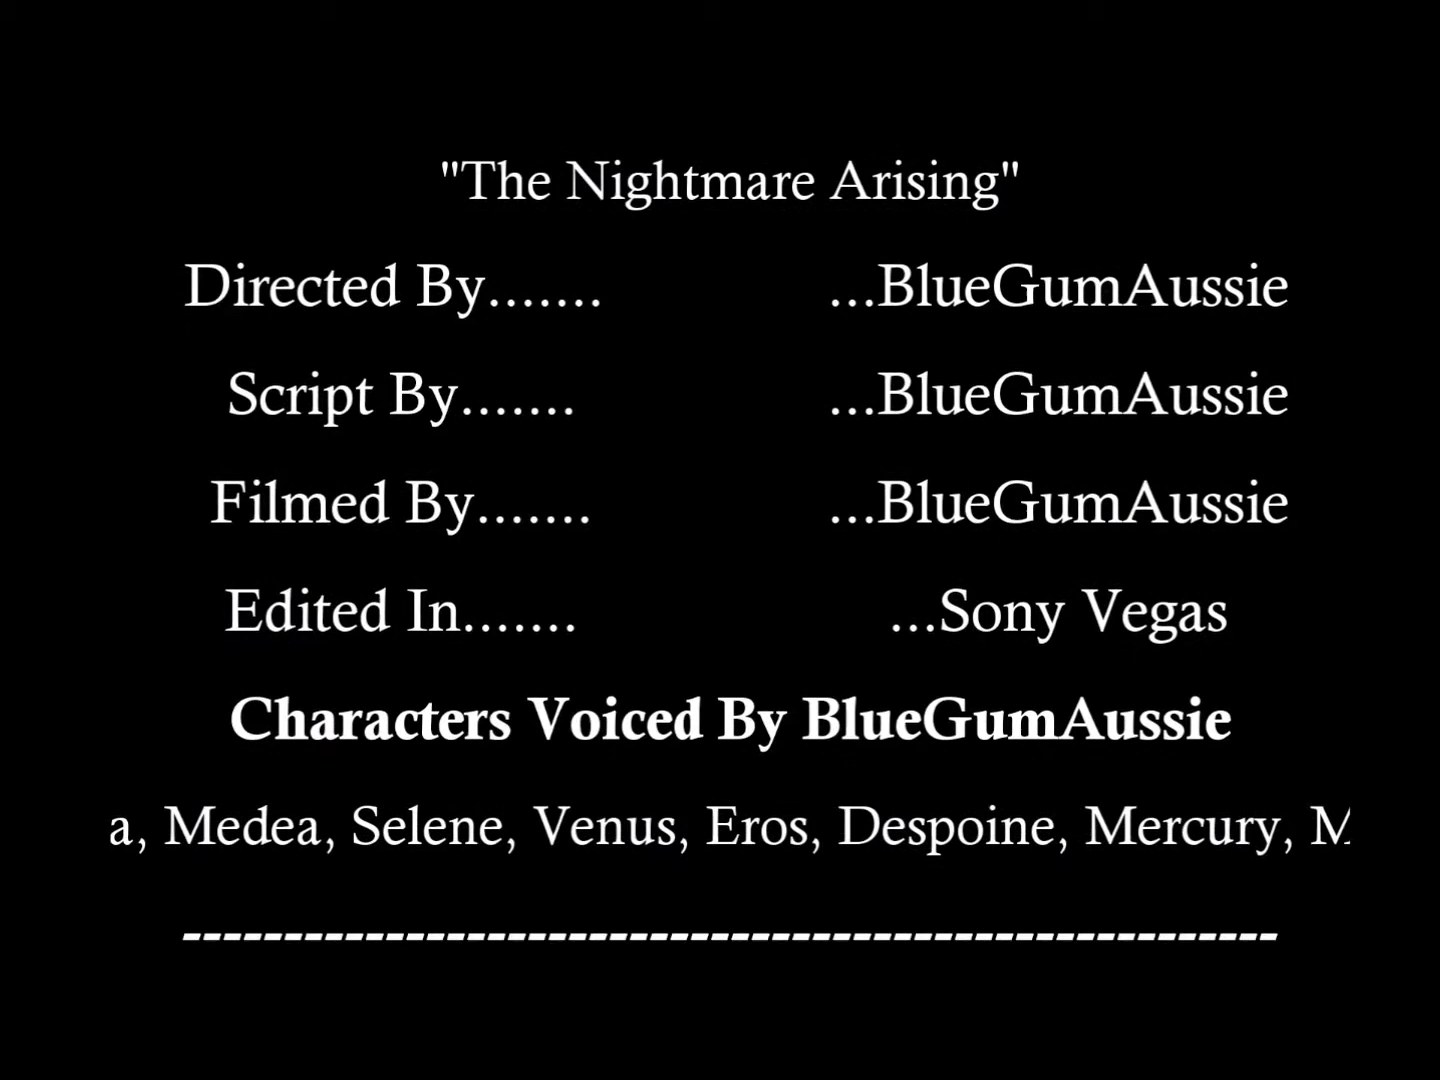 "The Nightmare Arising"
Directed By....... ...BlueGumAussie
Script By....... ...BlueGumAussie
Filmed By....... ...BlueGumAussie
Edited In....... ...Sony Vegas
Characters Voiced By BlueGumAussie
a, Medea, Selene, Venus, Eros, Despoine, Mercury, M
------------------------------------------------------